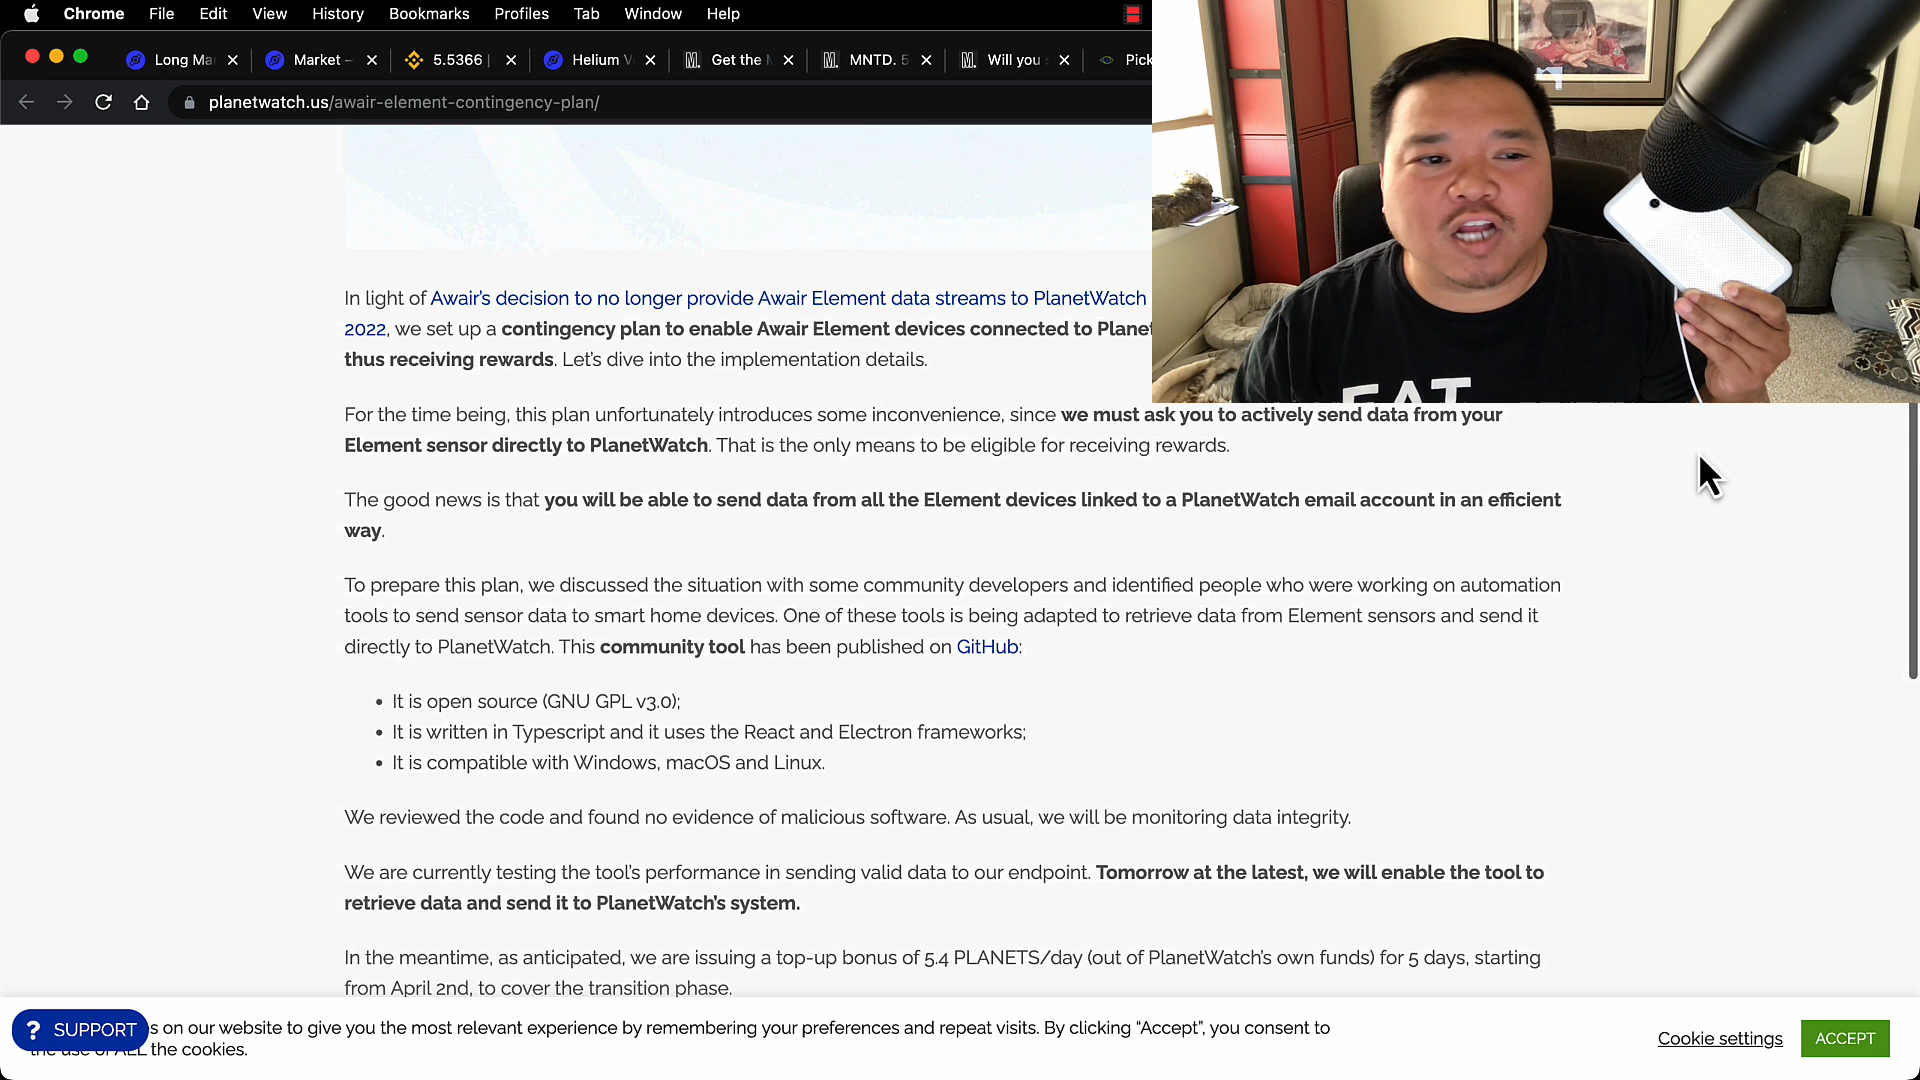 Chrome File Edit View History Bookmarks Profiles Tab Window Help
Long Mar Market – 5.5366 | Helium V Get the MNTD. 5 Will you Pick
planetwatch.us/awair-element-contingency-plan/
In light of Awair's decision to no longer provide Awair Element data streams to PlanetWatch
2022, we set up a contingency plan to enable Awair Element devices connected to Planet
thus receiving rewards. Let's dive into the implementation details.
For the time being, this plan unfortunately introduces some inconvenience, since we must ask you to actively send data from your
Element sensor directly to PlanetWatch. That is the only means to be eligible for receiving rewards.
The good news is that you will be able to send data from all the Element devices linked to a PlanetWatch email account in an efficient
way.
To prepare this plan, we discussed the situation with some community developers and identified people who were working on automation
tools to send sensor data to smart home devices. One of these tools is being adapted to retrieve data from Element sensors and send it
directly to PlanetWatch. This community tool has been published on GitHub:
• It is open source (GNU GPL v3.0);
• It is written in Typescript and it uses the React and Electron frameworks;
• It is compatible with Windows, macOS and Linux.
We reviewed the code and found no evidence of malicious software. As usual, we will be monitoring data integrity.
We are currently testing the tool's performance in sending valid data to our endpoint. Tomorrow at the latest, we will enable the tool to
retrieve data and send it to PlanetWatch's system.
In the meantime, as anticipated, we are issuing a top-up bonus of 5.4 PLANETS/day (out of PlanetWatch's own funds) for 5 days, starting
from April 2nd, to cover the transition phase.
? SUPPORT
s on our website to give you the most relevant experience by remembering your preferences and repeat visits. By clicking “Accept”, you consent to
the use of ALL the cookies.
Cookie settings
ACCEPT
EAT